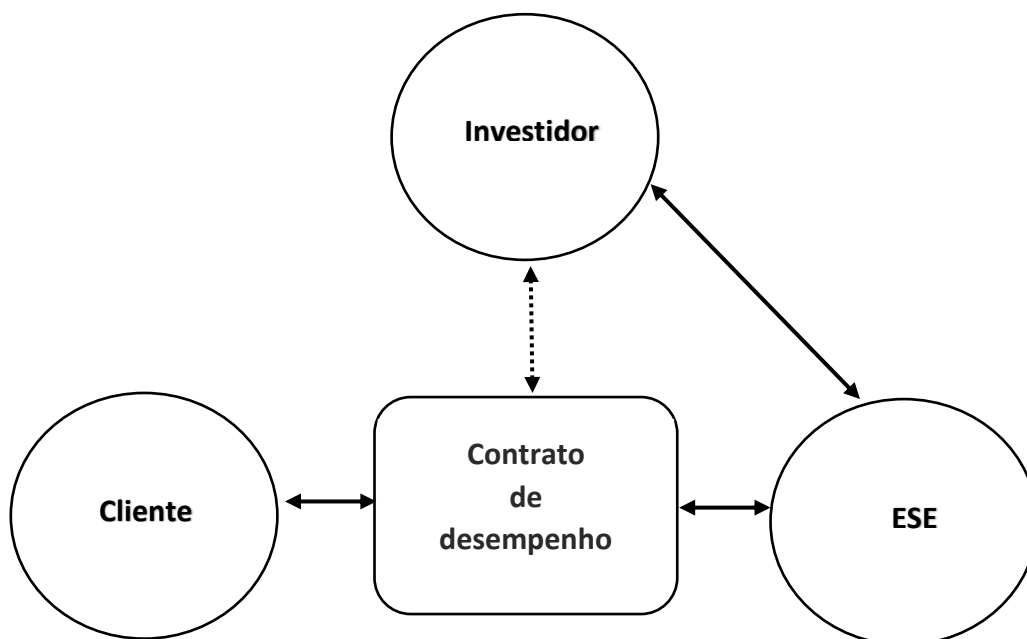 Investidor
Cliente
Contrato
de
desempenho
ESE